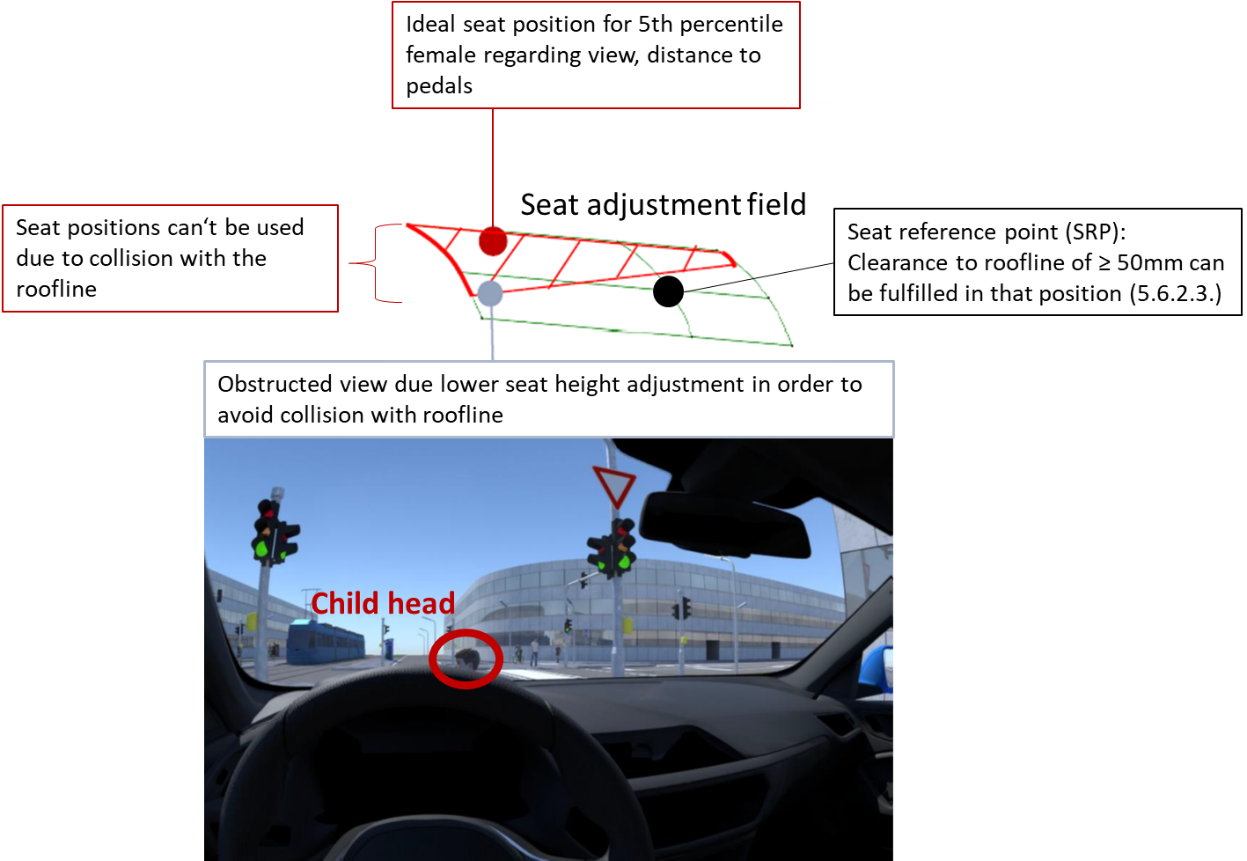 Ideal seat position for 5th percentile
female regarding view, distance to
pedals
Seat adjustment field
Seat positions can‘t be used
due to collision with the
roofline
Seat reference point (SRP):
Clearance to roofline of ≥ 50mm can
be fulfilled in that position (5.6.2.3.)
Obstructed view due lower seat height adjustment in order to
avoid collision with roofline
Child head